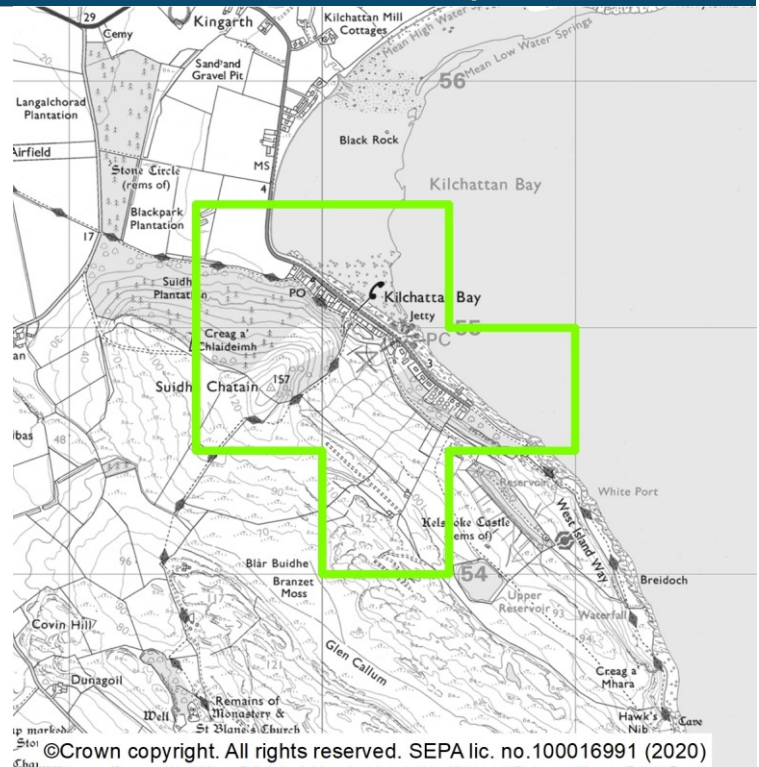 29
Cemy
Kingarth
Kilchattan Mill
Cottages
Mean High Water Springs
Mean Low Water Springs
Sand and
Gravel Pit
56
Langalchorad
Plantation
Black Rock
Airfield
MS
Stone Circle
(rems of)
4
Kilchattan Bay
Blackpark
Plantation
17
Suidhe
Plantation
PO
Kilchattan Bay
Jetty
55
PC
Creag a'
Chlaideimh
3
Suidhe Chatain
157
120
30
40
48
90
Reservoir
White Port
125
Kelspoke Castle
(rems of)
West Island Way
96
Blàr Buidhe
54
Branzet
Moss
Breidoch
Upper
Reservoir
93
117
Waterfall
94
Covin Hill
80
Glen Callum
121
Creag a'
Mhara
Dunagoil
Remains of
Monastery &
St Blane's Church
Well
Hawk's
Nib
Cave
©Crown copyright. All rights reserved. SEPA lic. no.100016991 (2020)